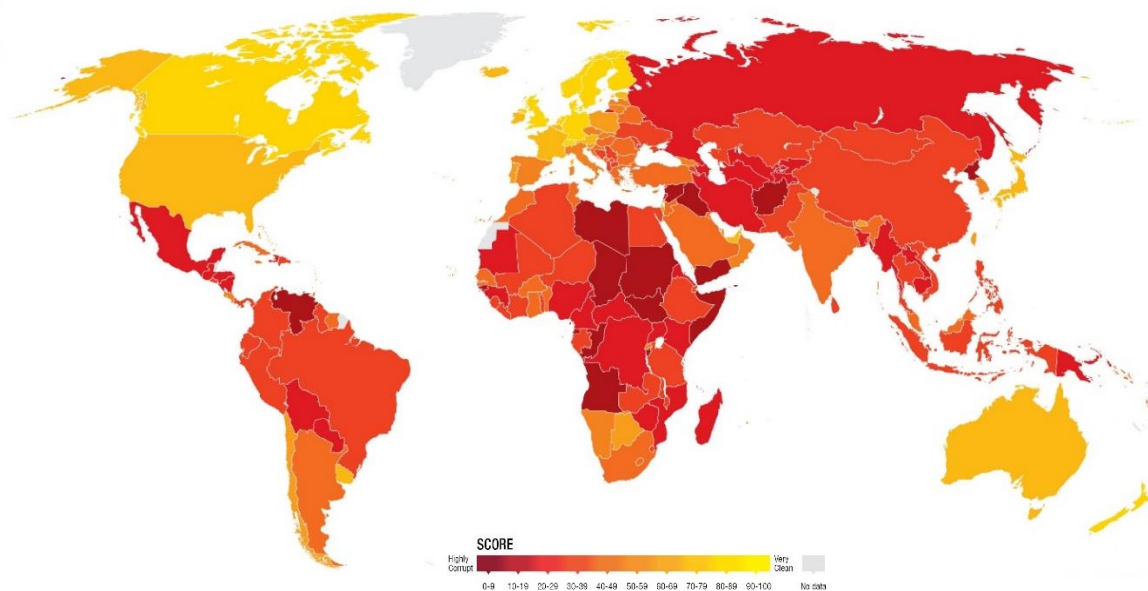 SCORE
Highly Corrupt
Very Clean
0-9 10-19 20-29 30-39 40-49 50-59 60-69 70-79 80-89 90-100 No data